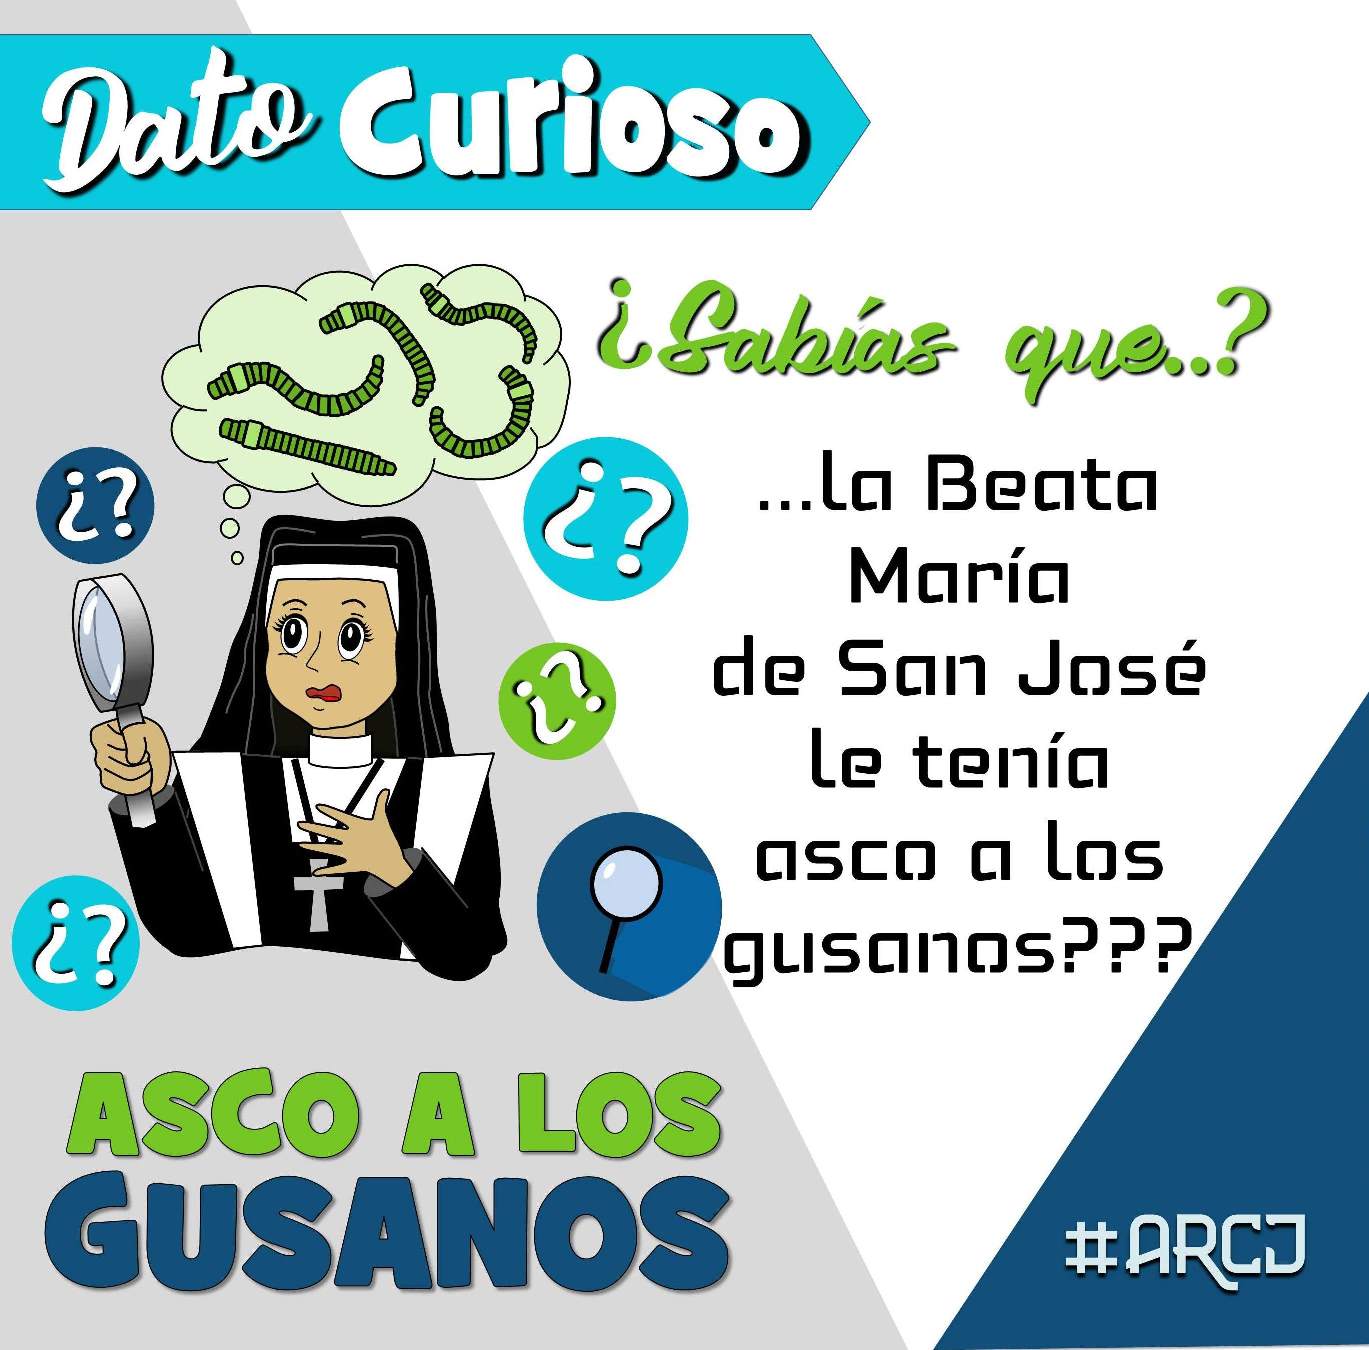 Dato Curioso
¿Sabías que..?
...la Beata
María
de San José
le tenía
asco a los
gusanos???
¿?
¿?
¿?
¿?
ASCO A LOS
GUSANOS
#ARCJ